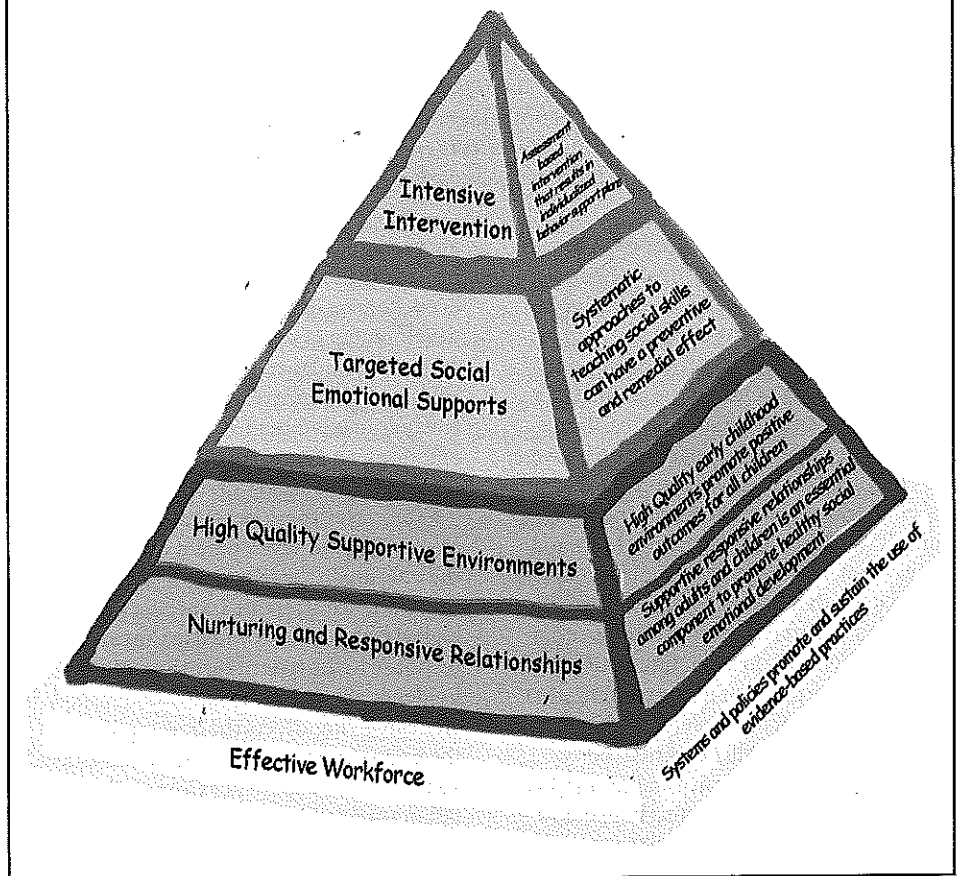 Intensive
Intervention
Assessment
based
intervention
that results in
individualized
behavior support plans
Targeted Social
Emotional Supports
Systematic
approaches to
teaching social skills
can have a preventive
and remedial effect
High Quality Supportive Environments
High Quality early childhood
environments promote positive
outcomes for all children
Nurturing and Responsive Relationships
Supportive responsive relationships
among adults and children is an essential
component to promote healthy social
emotional development
Effective Workforce
Systems and policies promote and sustain the use of
evidence-based practices